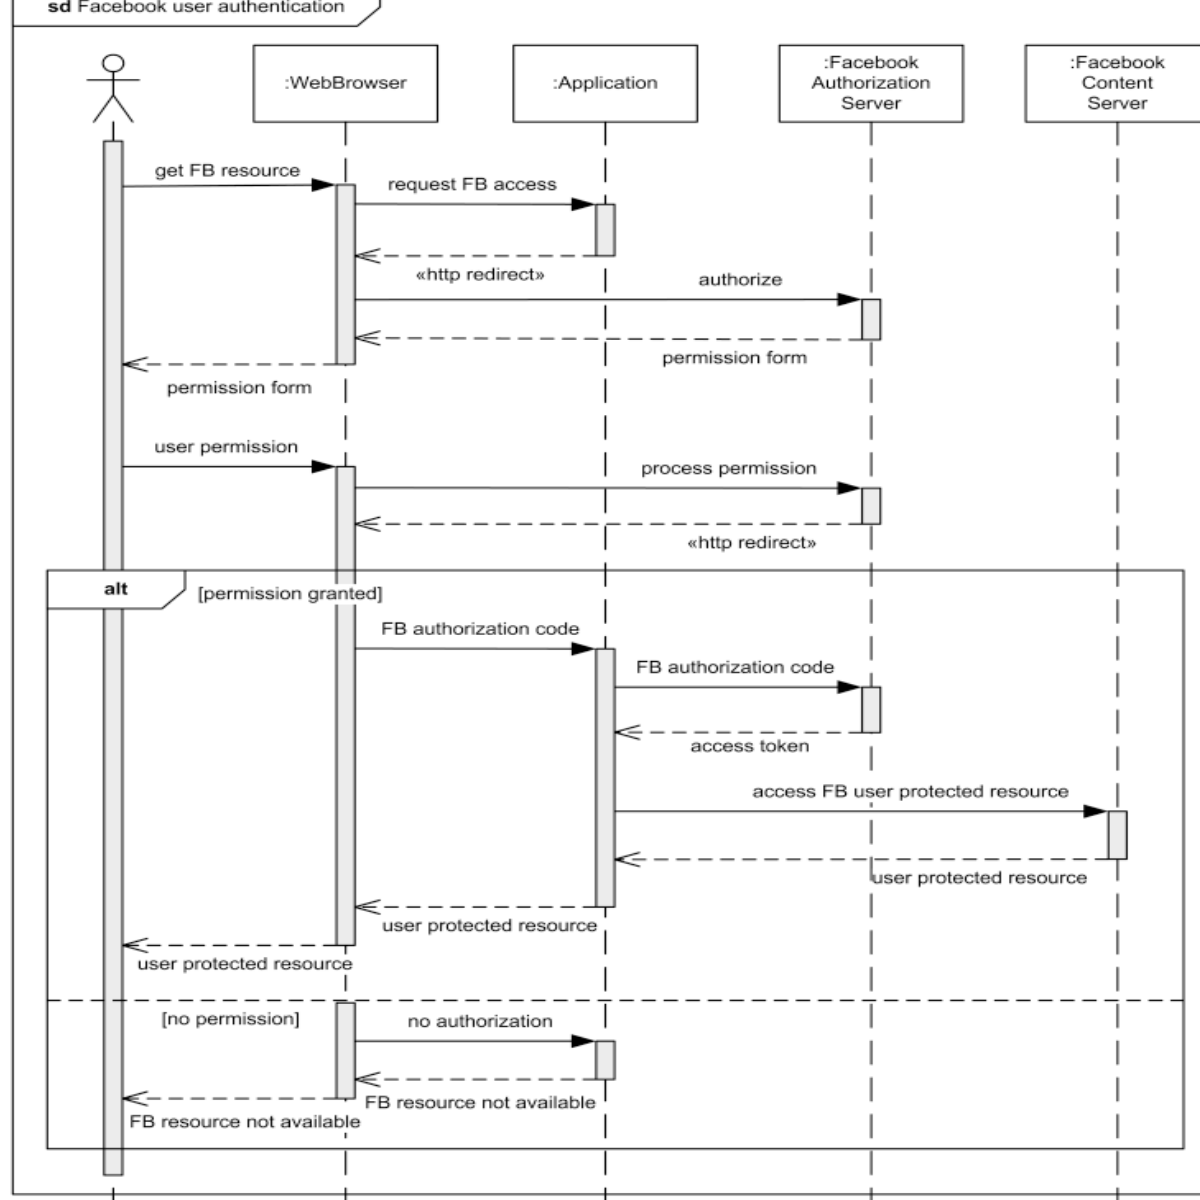 sd Facebook user authentication
:WebBrowser
:Application
:Facebook
Authorization
Server
:Facebook
Content
Server
get FB resource
request FB access
«http redirect»
authorize
permission form
permission form
user permission
process permission
«http redirect»
alt
[permission granted]
FB authorization code
FB authorization code
access token
access FB user protected resource
user protected resource
user protected resource
user protected resource
[no permission]
no authorization
FB resource not available
FB resource not available